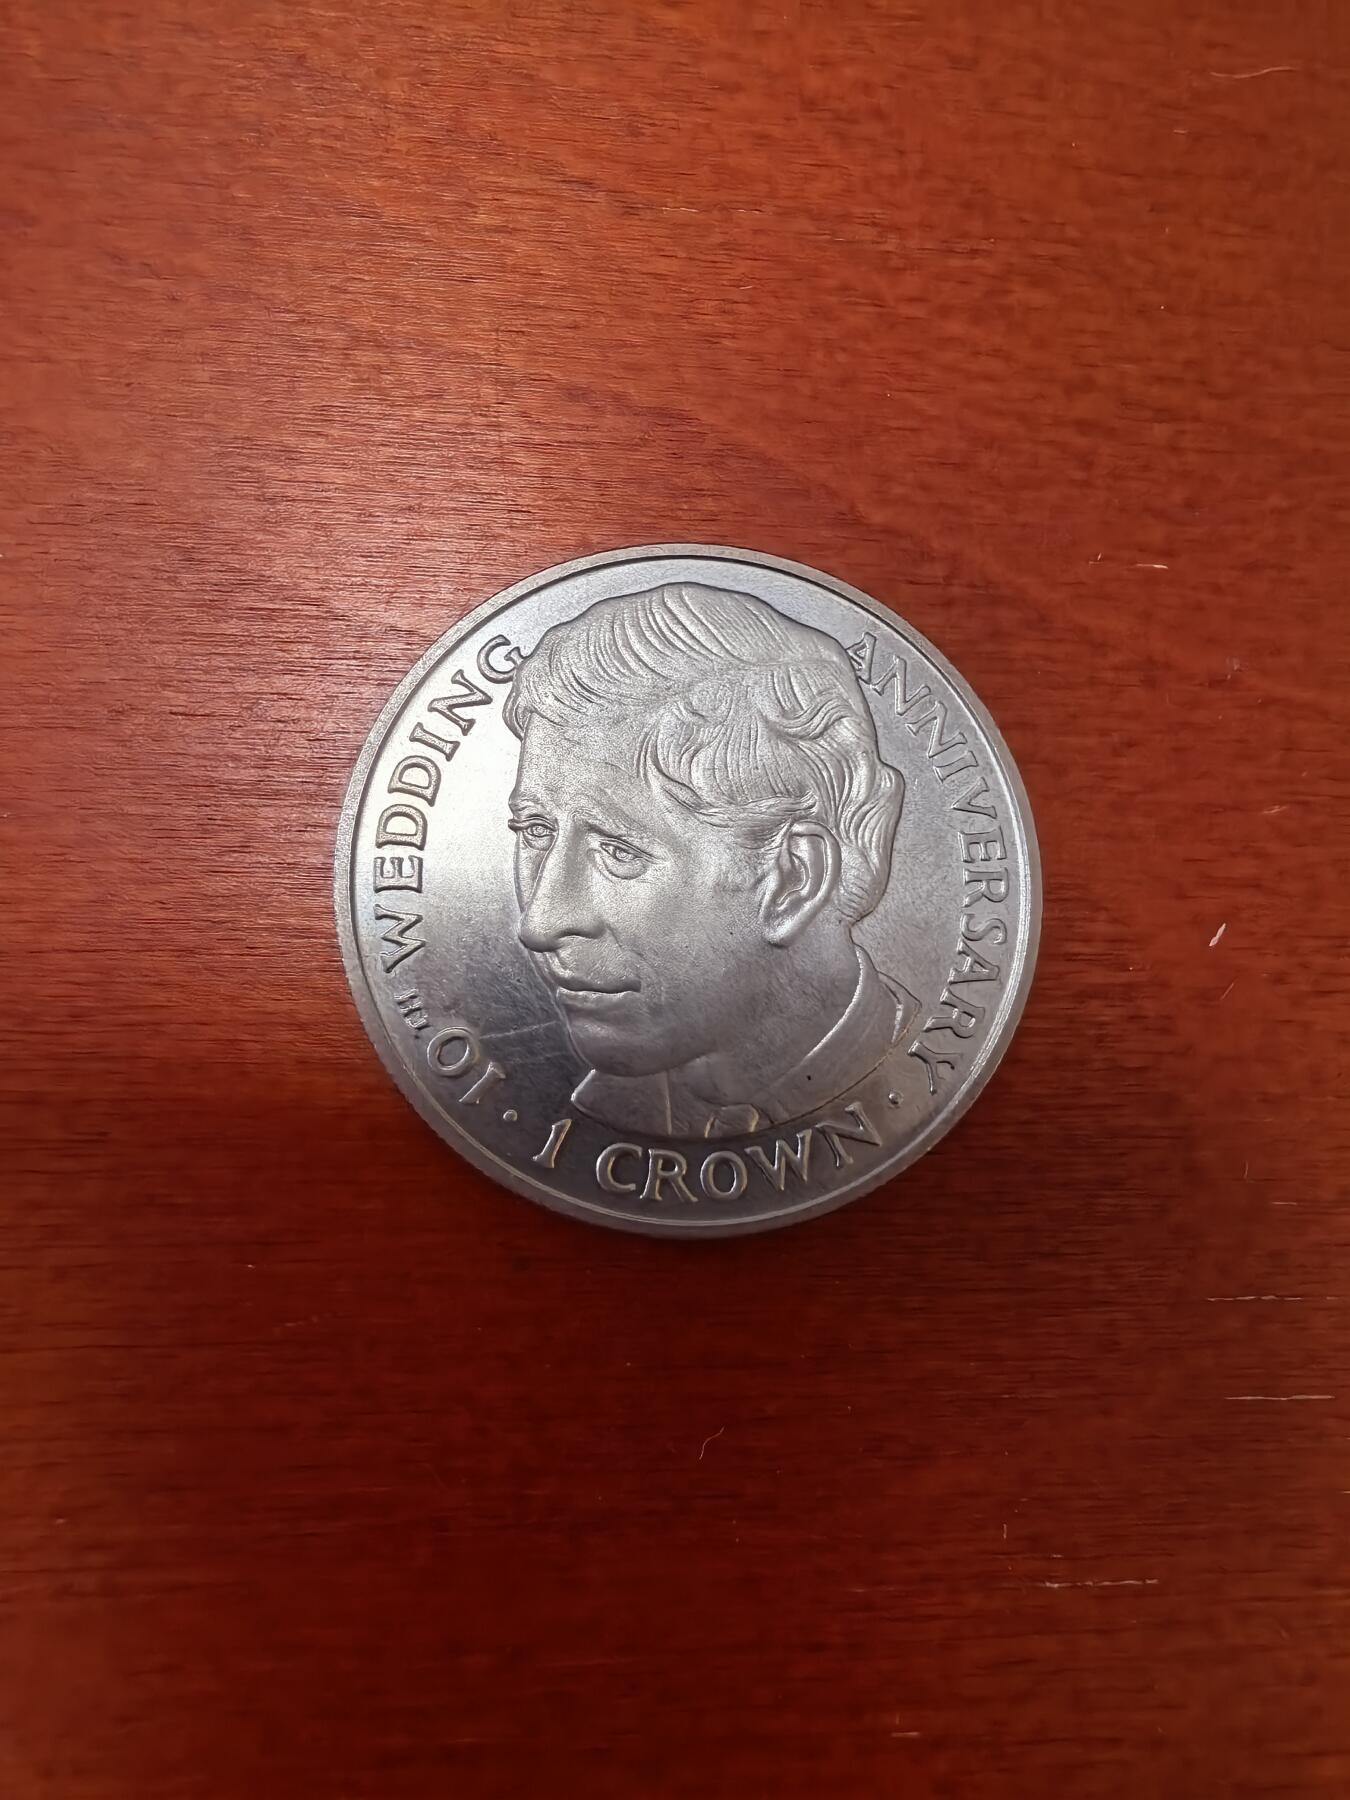 10TH WEDDING ANNIVERSARY
· 1 CROWN ·